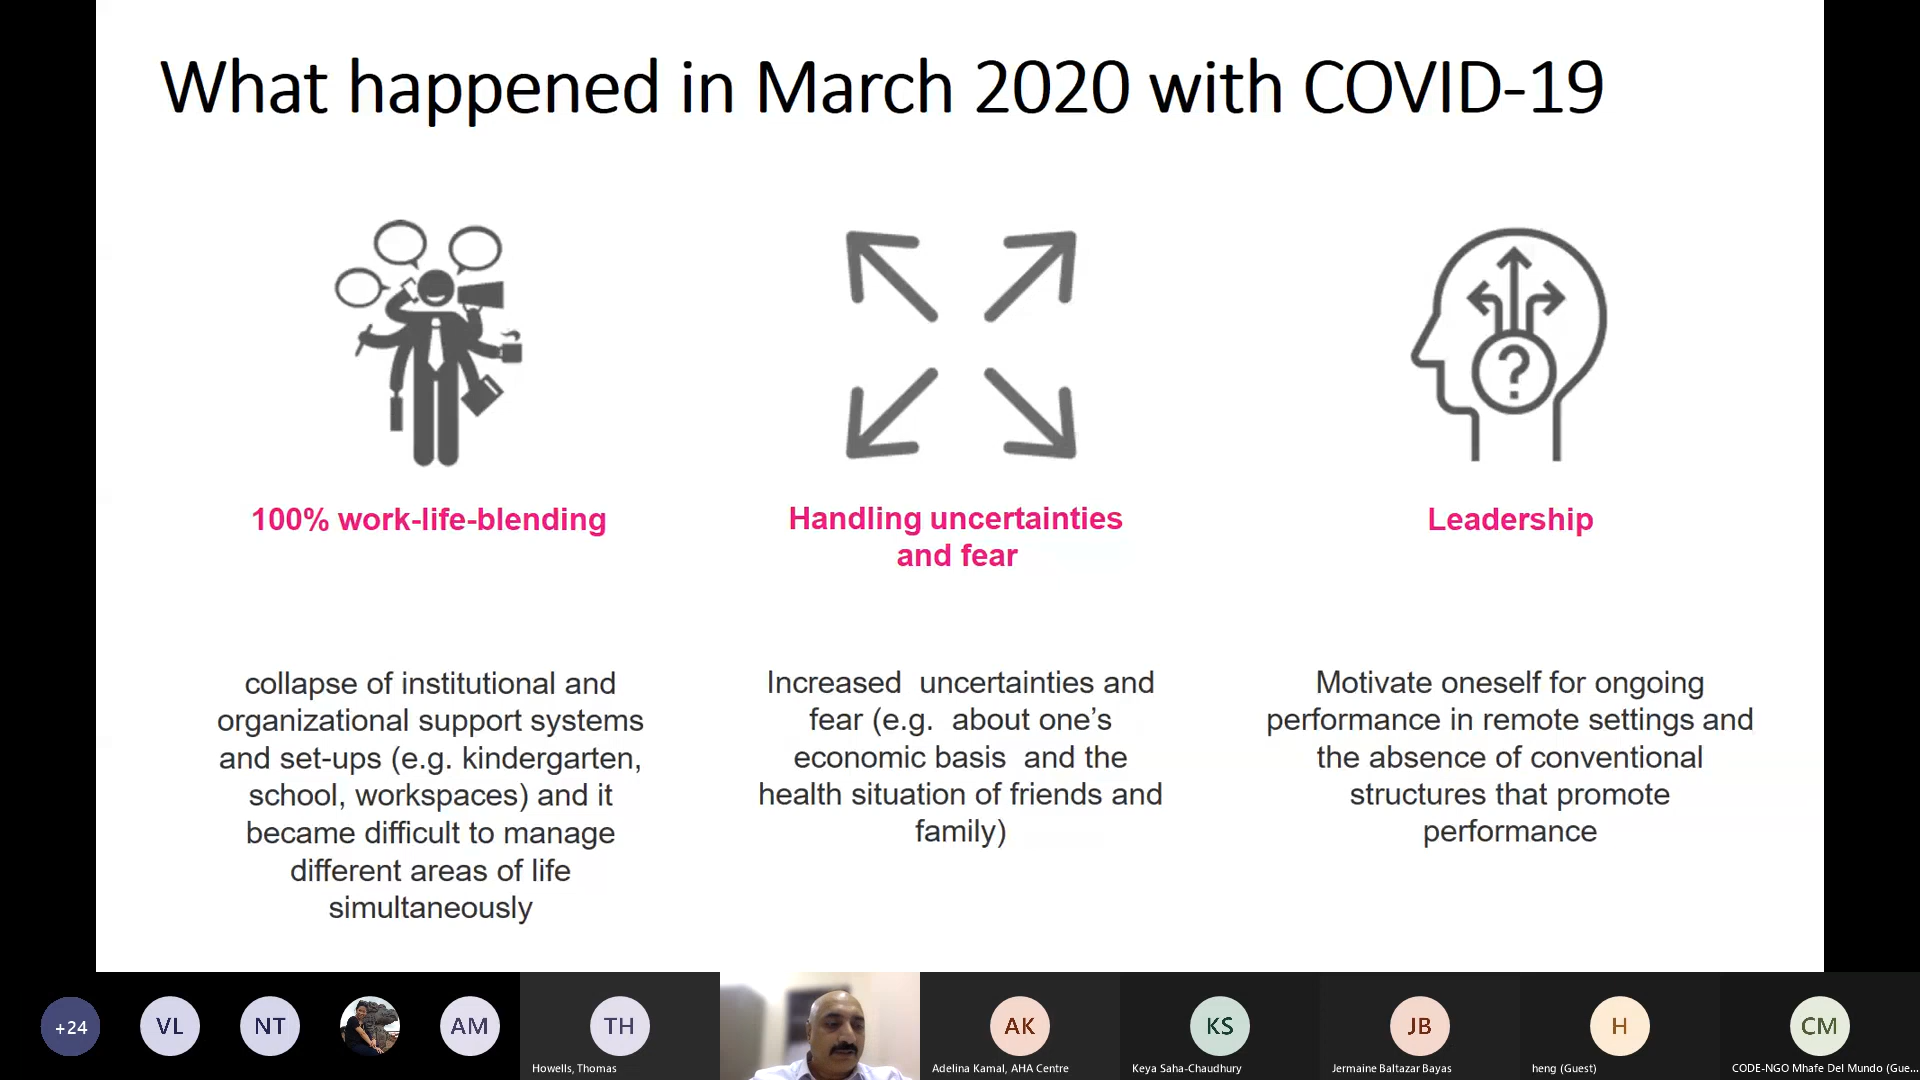 What happened in March 2020 with COVID-19
?
100% work-life-blending
Handling uncertainties
and fear
Leadership
collapse of institutional and
organizational support systems
and set-ups (e.g. kindergarten,
school, workspaces) and it
became difficult to manage
different areas of life
simultaneously
Increased  uncertainties and
fear (e.g.  about one’s
economic basis  and the
health situation of friends and
family)
Motivate oneself for ongoing
performance in remote settings and
the absence of conventional
structures that promote
performance
+24
VL
NT
AM
TH
AK
KS
JB
H
CM
Howells, Thomas
Adelina Kamal, AHA Centre
Keya Saha-Chaudhury
Jermaine Baltazar Bayas
heng (Guest)
CODE-NGO Mhafe Del Mundo (Gue...